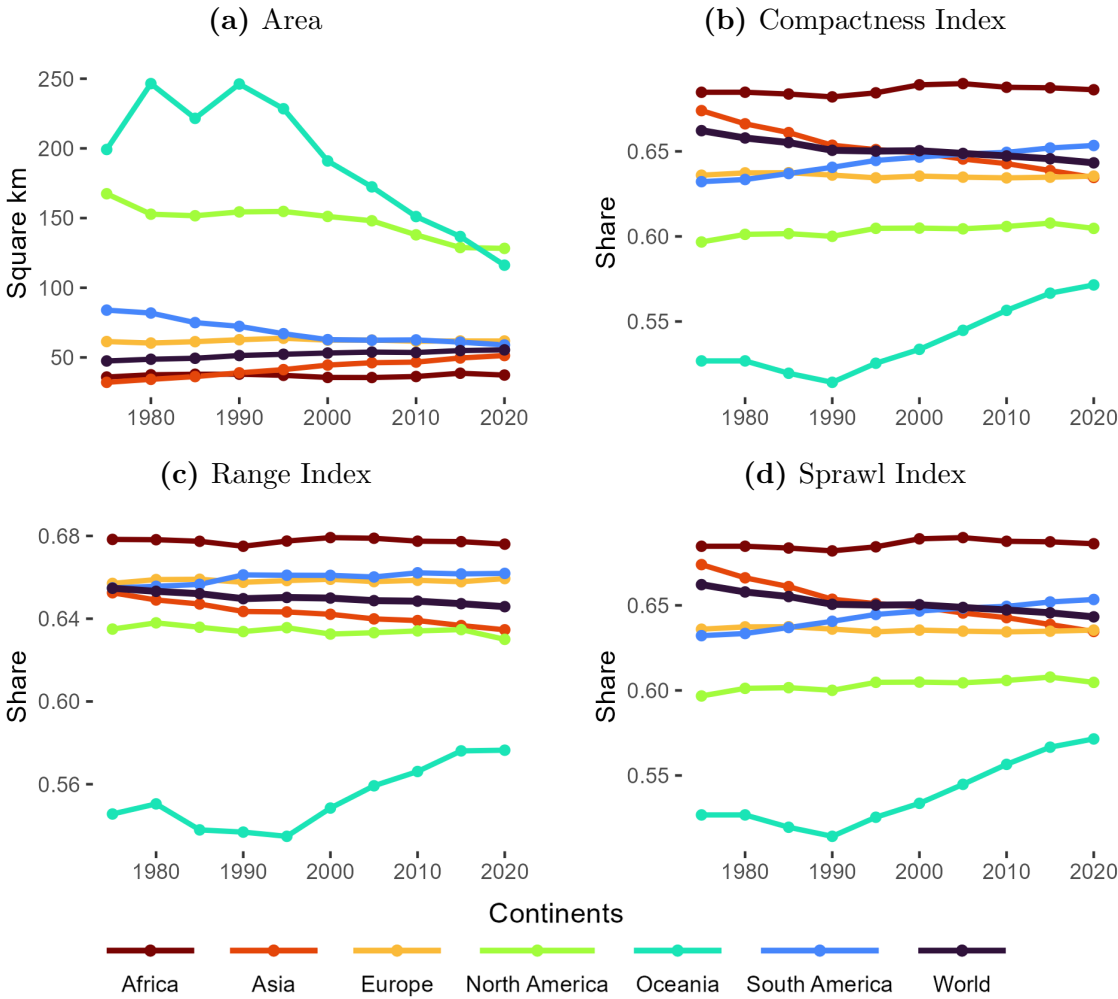 (a) Area
Square km
250
200
150
100
50
1980 1990 2000 2010 2020
(b) Compactness Index
Share
0.65
0.60
0.55
1980 1990 2000 2010 2020
(c) Range Index
Share
0.68
0.64
0.60
0.56
1980 1990 2000 2010 2020
(d) Sprawl Index
Share
0.65
0.60
0.55
1980 1990 2000 2010 2020
Continents
Africa Asia Europe North America Oceania South America World